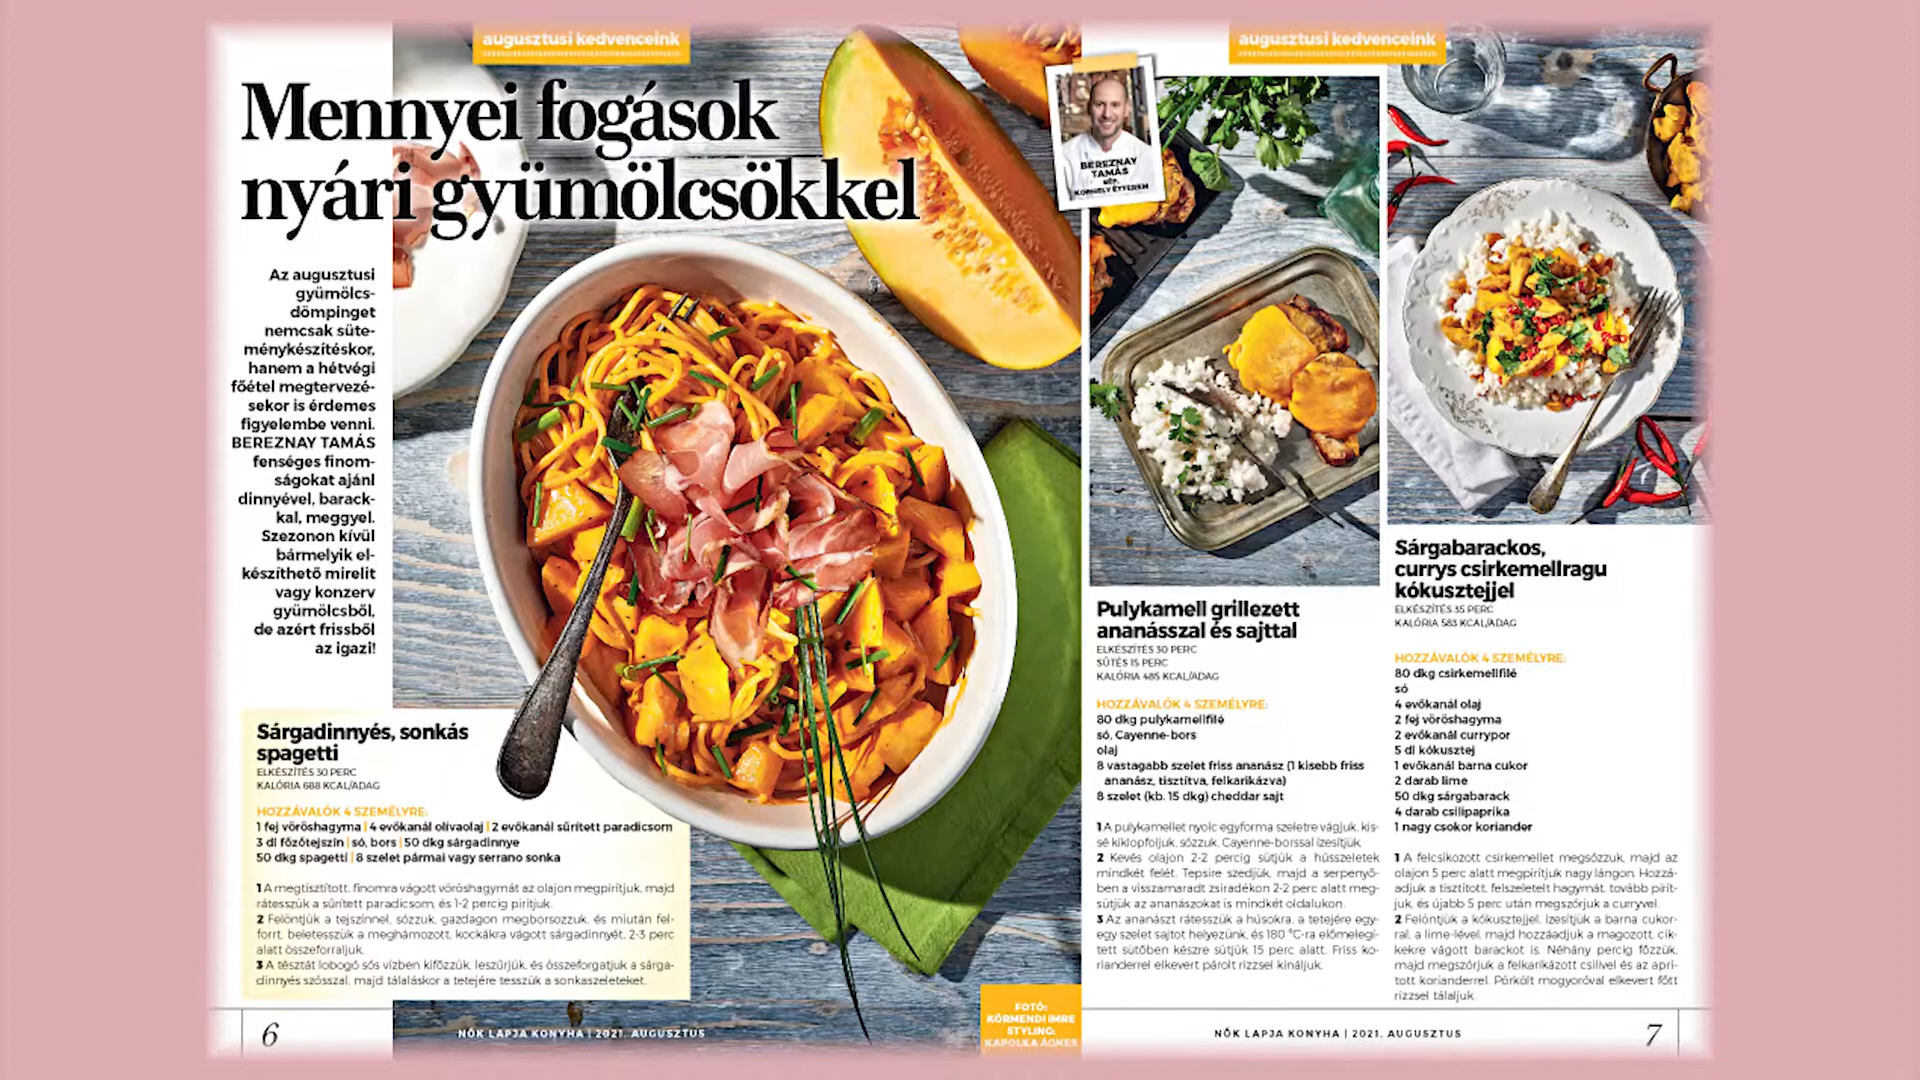 augusztusi kedvenceink
Mennyei fogások
nyári gyümölcsökkel
Az augusztusi
gyümölcs-
dömpinget
nemcsak süte-
ménykészítéskor,
hanem a hétvégi
főétel megtervezé-
sekor is érdemes
figyelembe venni.
BEREZNAY TAMÁS
fenséges finom-
ságokat ajánl
dinnyével, barack-
kal, meggyel.
Szezonon kívül
bármelyik el-
készíthető mirelit
vagy konzerv
gyümölcsből,
de azért frissből
az igazi!
Sárgadinnyés, sonkás
spagetti
ELKÉSZÍTÉS 30 PERC
KALÓRIA 688 KCAL/ADAG
HOZZÁVALÓK 4 SZEMÉLYRE:
1 fej vöröshagyma | 4 evőkanál olívaolaj | 2 evőkanál sűrített paradicsom
3 dl főzőtejszín | só, bors | 50 dkg sárgadinnye
50 dkg spagetti | 8 szelet pármai vagy serrano sonka
1 A megtisztított, finomra vágott vöröshagymát az olajon megpirítjuk, majd
rátesszük a sűrített paradicsom, és 1-2 percig pirítjuk.
2 Felöntjük a tejszínnel, sózzuk, gazdagon megborsozzuk, és miután fel-
forrt, beletesszük a meghámozott, kockákra vágott sárgadinnyét, 2-3 perc
alatt összeforraljuk.
3 A tésztát lobogó sós vízben kifőzzük, leszűrjük, és összeforgatjuk a sárga-
dinnyés szósszal, majd tálaláskor a tetejére tesszük a sonkaszeleteket.
6
NŐK LAPJA KONYHA | 2021. AUGUSZTUS
FOTÓ:
KÖRMENDI IMRE
STYLING:
KAPOLKA ÁGNES
augusztusi kedvenceink
BEREZNAY
TAMÁS
SÉF,
KORHELY ÉTTEREM
Pulykamell grillezett
ananásszal és sajttal
ELKÉSZÍTÉS 30 PERC
SÜTÉS 15 PERC
KALÓRIA 485 KCAL/ADAG
HOZZÁVALÓK 4 SZEMÉLYRE:
80 dkg pulykamellfilé
só, Cayenne-bors
olaj
8 vastagabb szelet friss ananász (1 kisebb friss
ananász, tisztítva, felkarikázva)
8 szelet (kb. 15 dkg) cheddar sajt
1 A pulykamellet nyolc egyforma szeletre vágjuk, kis-
sé kiklopfoljuk, sózzuk, Cayenne-borssal ízesítjük.
2 Kevés olajon 2-2 percig sütjük a hússzeletek
mindkét felét. Tepsire szedjük, majd a serpenyő-
ben a visszamaradt zsiradékon 2-2 perc alatt meg-
sütjük az ananászokat is mindkét oldalukon.
3 Az ananászt rátesszük a húsokra, a tetejére egy-
egy szelet sajtot helyezünk, és 180 °C-ra előmelegí-
tett sütőben készre sütjük 15 perc alatt. Friss ko-
rianderrel elkevert párolt rizzsel kínáljuk.
Sárgabarackos,
currys csirkemellragu
kókusztejjel
ELKÉSZÍTÉS 35 PERC
KALÓRIA 583 KCAL/ADAG
HOZZÁVALÓK 4 SZEMÉLYRE:
80 dkg csirkemellfilé
só
4 evőkanál olaj
2 fej vöröshagyma
2 evőkanál currypor
5 dl kókusztej
1 evőkanál barna cukor
2 darab lime
50 dkg sárgabarack
4 darab csilipaprika
1 nagy csokor koriander
1 A felcsíkozott csirkemellet megsózzuk, majd az
olajon 5 perc alatt megpirítjuk nagy lángon. Hozzá-
adjuk a tisztított, felszeletelt hagymát, tovább pirít-
juk, és újabb 5 perc után megszórjuk a curryvel.
2 Felöntjük a kókusztejjel, ízesítjük a barna cukor-
ral, a lime-lével, majd hozzáadjuk a magozott, cik-
kekre vágott barackot is. Néhány percig főzzük,
majd megszórjuk a felkarikázott csilivel és az aprí-
tott korianderrel. Pörkölt mogyoróval elkevert főtt
rizzsel tálaljuk.
NŐK LAPJA KONYHA | 2021. AUGUSZTUS
7